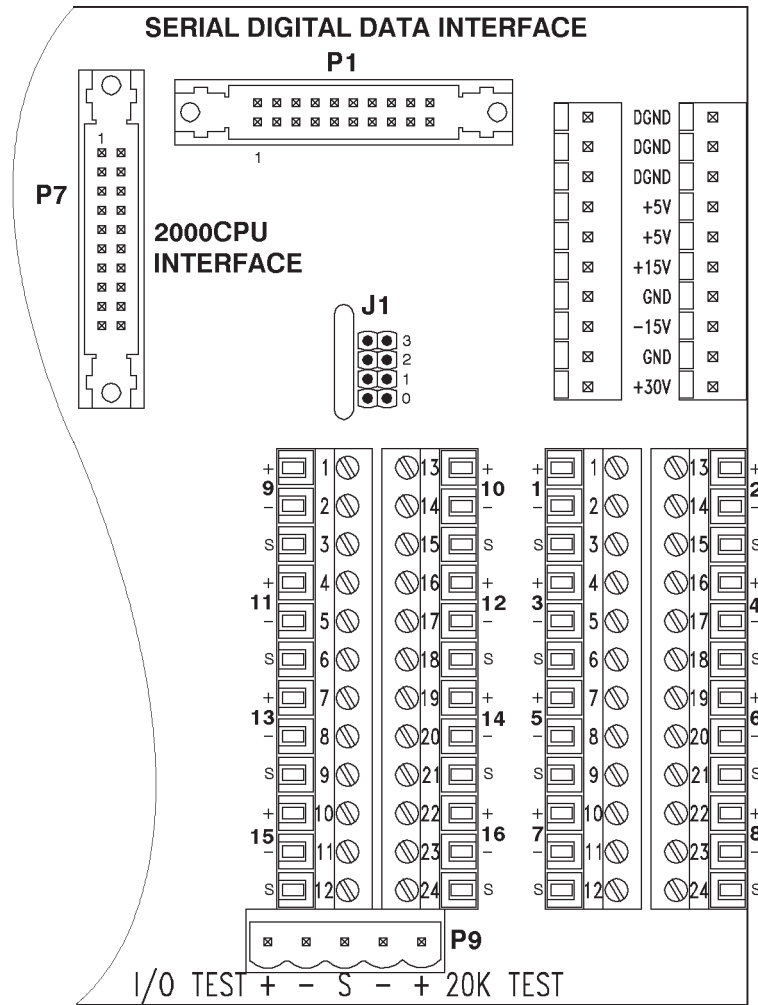 SERIAL DIGITAL DATA INTERFACE
P1
1
P7
1
2000CPU
INTERFACE
DGND
DGND
DGND
+5V
+5V
+15V
GND
-15V
GND
+30V
J1
3
2
1
0
+ 1 13 + + 1 13 +
9 10 1 2
- 2 14 - - 2 14 -
S 3 15 S S 3 15 S
+ 4 16 + + 4 16 +
11 12 3 4
- 5 17 - - 5 17 -
S 6 18 S S 6 18 S
+ 7 19 + + 7 19 +
13 14 5 6
- 8 20 - - 8 20 -
S 9 21 S S 9 21 S
+ 10 22 + + 10 22 +
15 16 7 8
- 11 23 - - 11 23 -
S 12 24 S S 12 24 S
P9
I/O TEST + - S - + 20K TEST